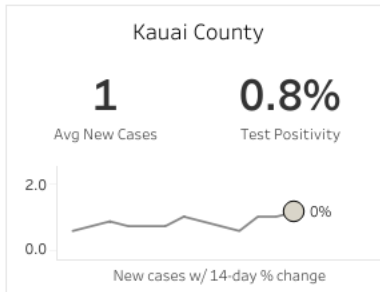 Kauai County
1 0.8%
Avg New Cases Test Positivity
2.0
0%
0.0
New cases w/ 14-day % change